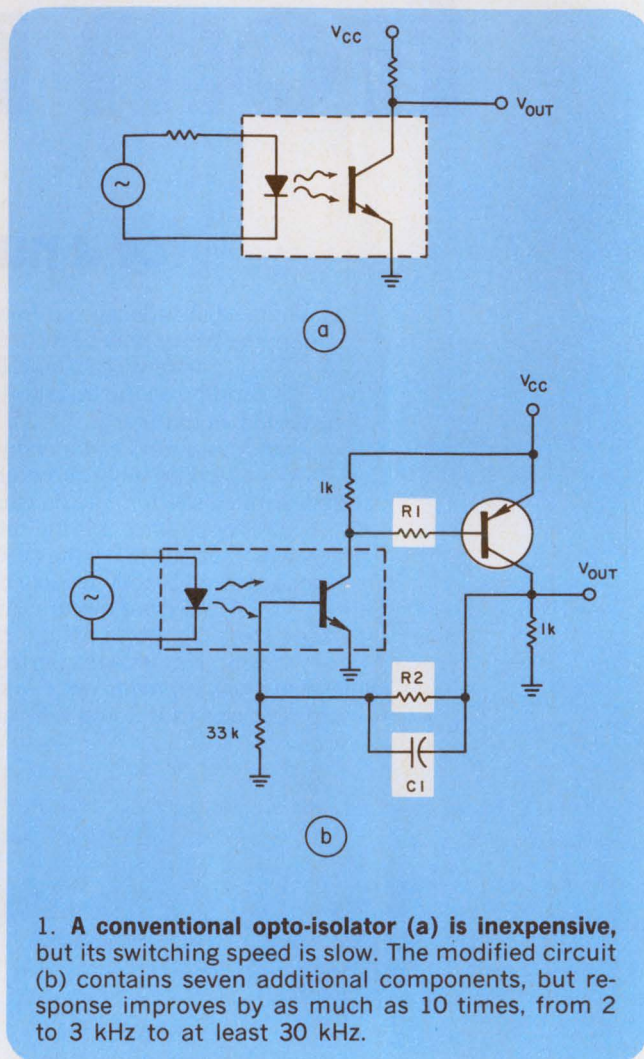 VCC
VOUT
a
VCC
1k
R1
VOUT
1k
R2
33k
C1
b
1. A conventional opto-isolator (a) is inexpensive,
but its switching speed is slow. The modified circuit
(b) contains seven additional components, but re-
sponse improves by as much as 10 times, from 2
to 3 kHz to at least 30 kHz.